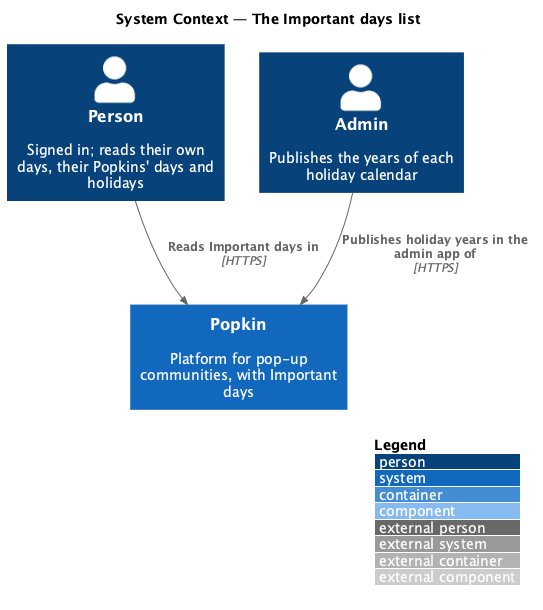 System Context — The Important days list
Person
Signed in; reads their own
days, their Popkins' days and
holidays
Admin
Publishes the years of each
holiday calendar
Reads Important days in
[HTTPS]
Publishes holiday years in the
admin app of
[HTTPS]
Popkin
Platform for pop-up
communities, with Important
days
Legend
person
system
container
component
external person
external system
external container
external component